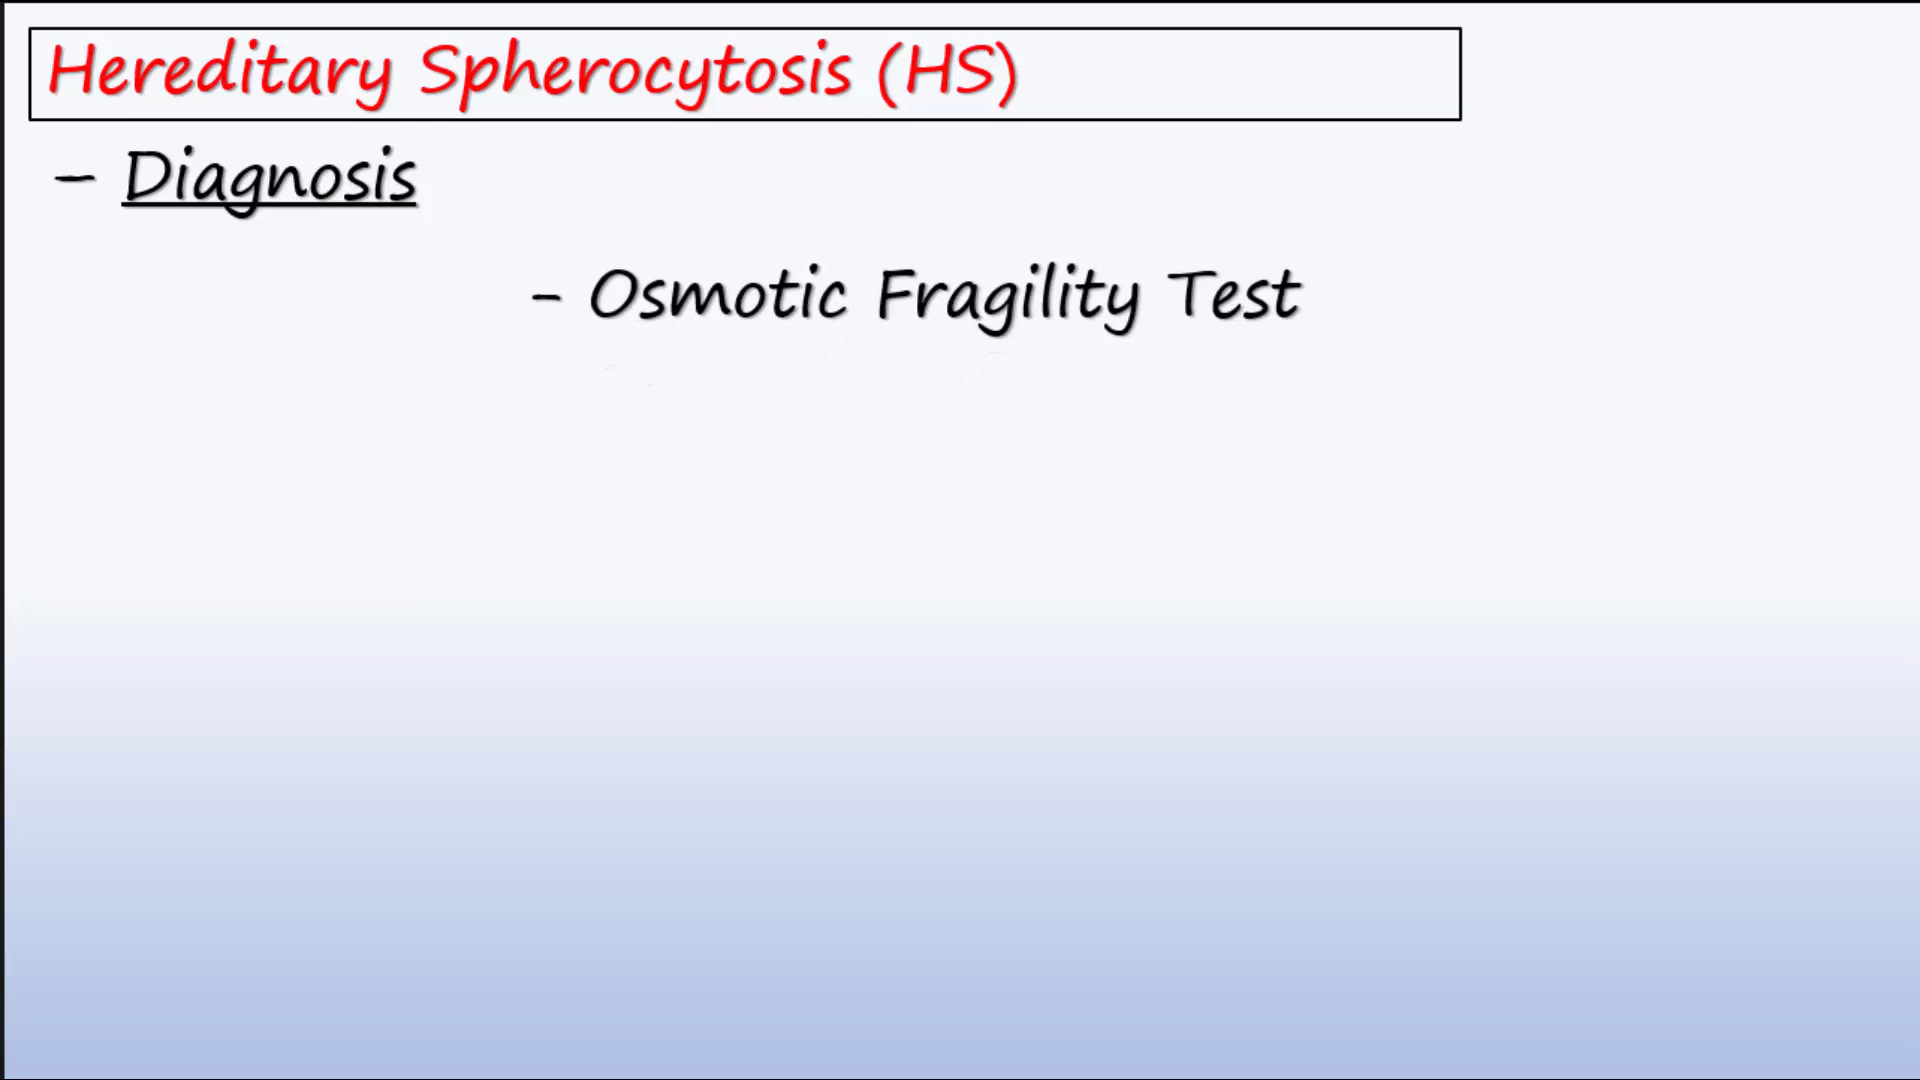 Hereditary Spherocytosis (HS)
– Diagnosis
- Osmotic Fragility Test